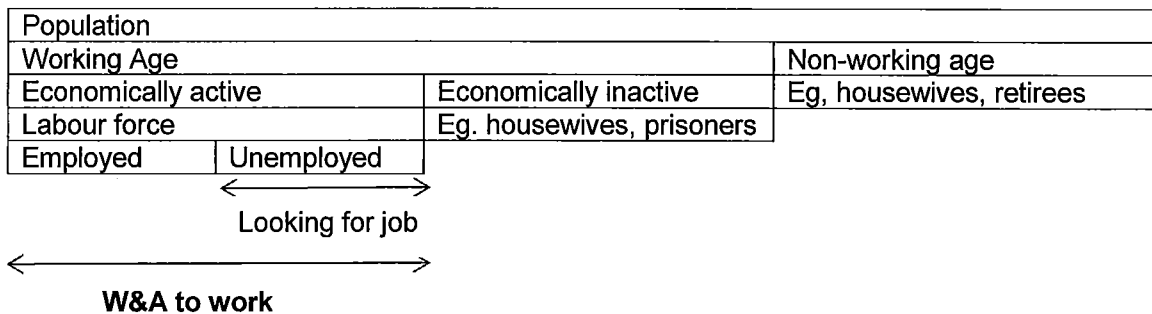 Population
Working Age Non-working age
Economically active Economically inactive Eg, housewives, retirees
Labour force Eg. housewives, prisoners
Employed Unemployed
Looking for job
W&A to work